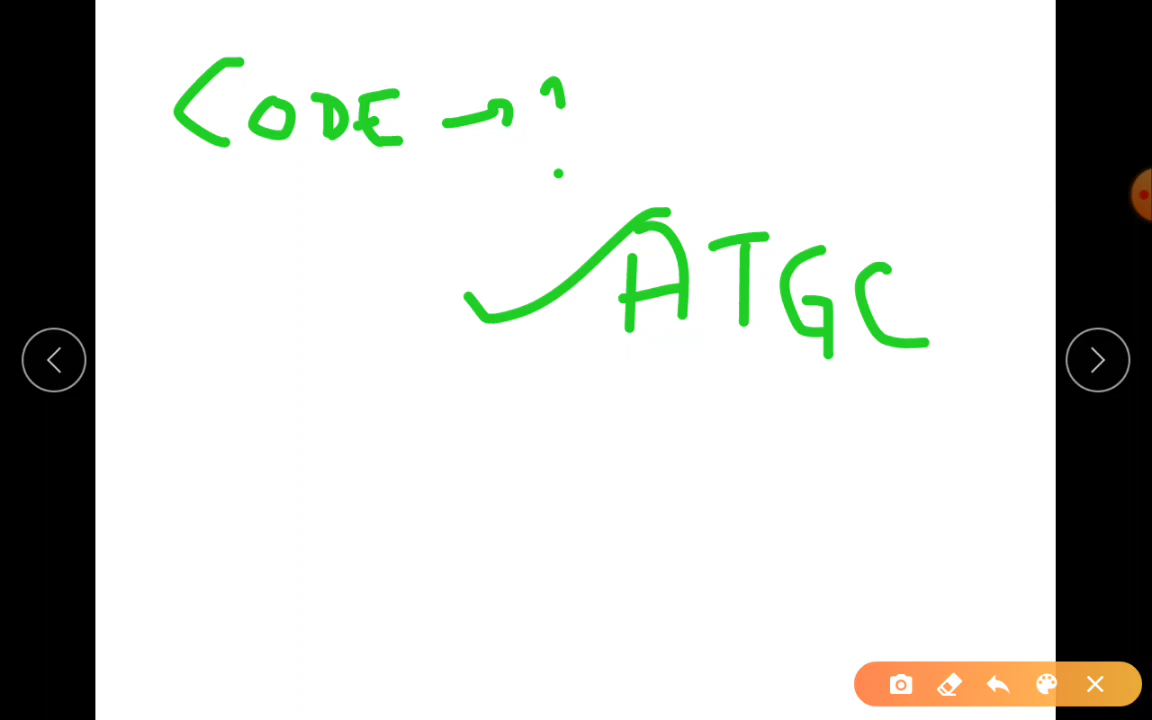 CODE → ?
✓ ATGC